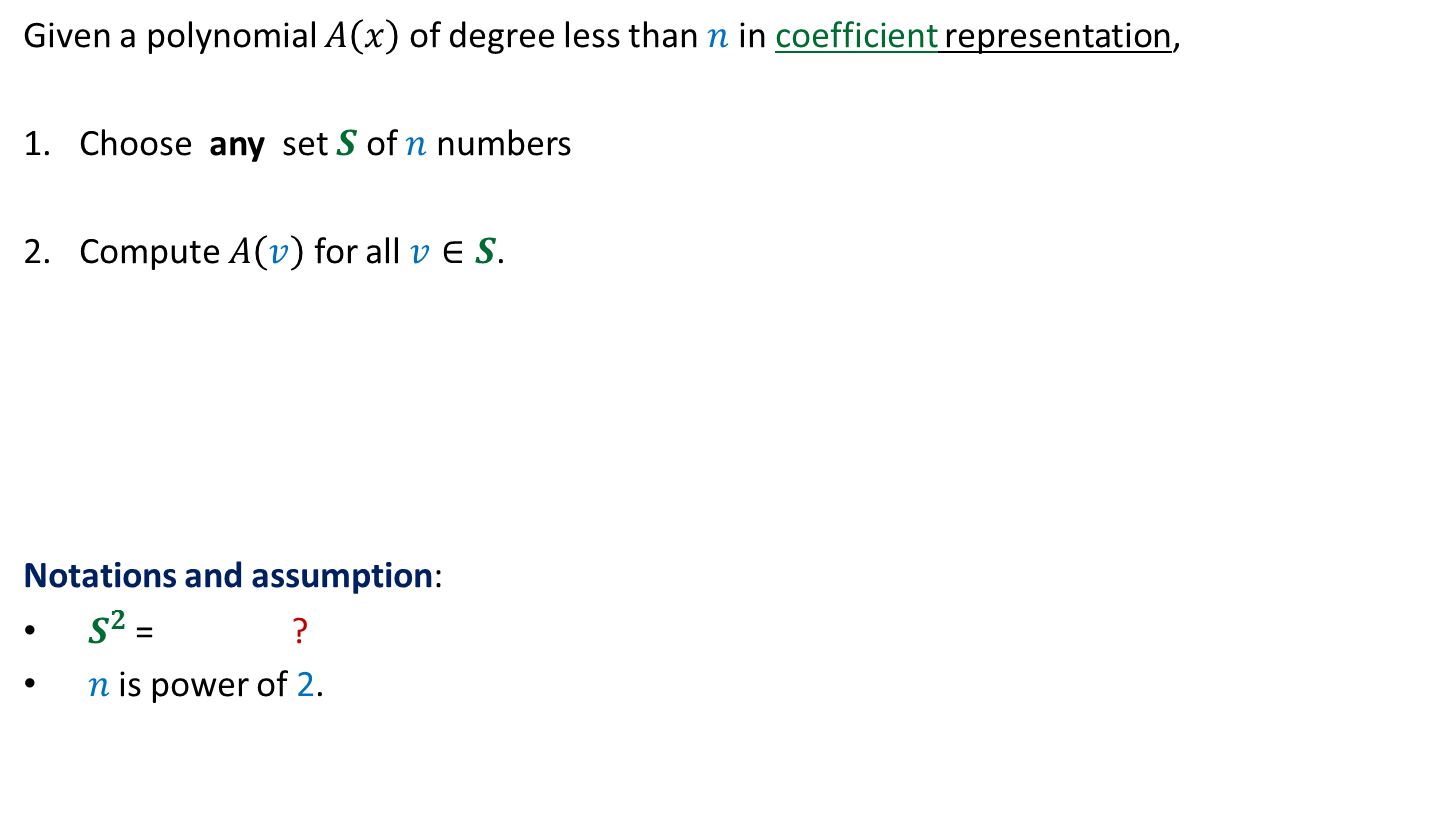 Given a polynomial 𝐴(𝑥) of degree less than 𝑛 in coefficient representation,
1. Choose any set 𝑺 of 𝑛 numbers
2. Compute 𝐴(𝑣) for all 𝑣 ∈ 𝑺.
Notations and assumption:
• 𝑺² = ?
• 𝑛 is power of 2.